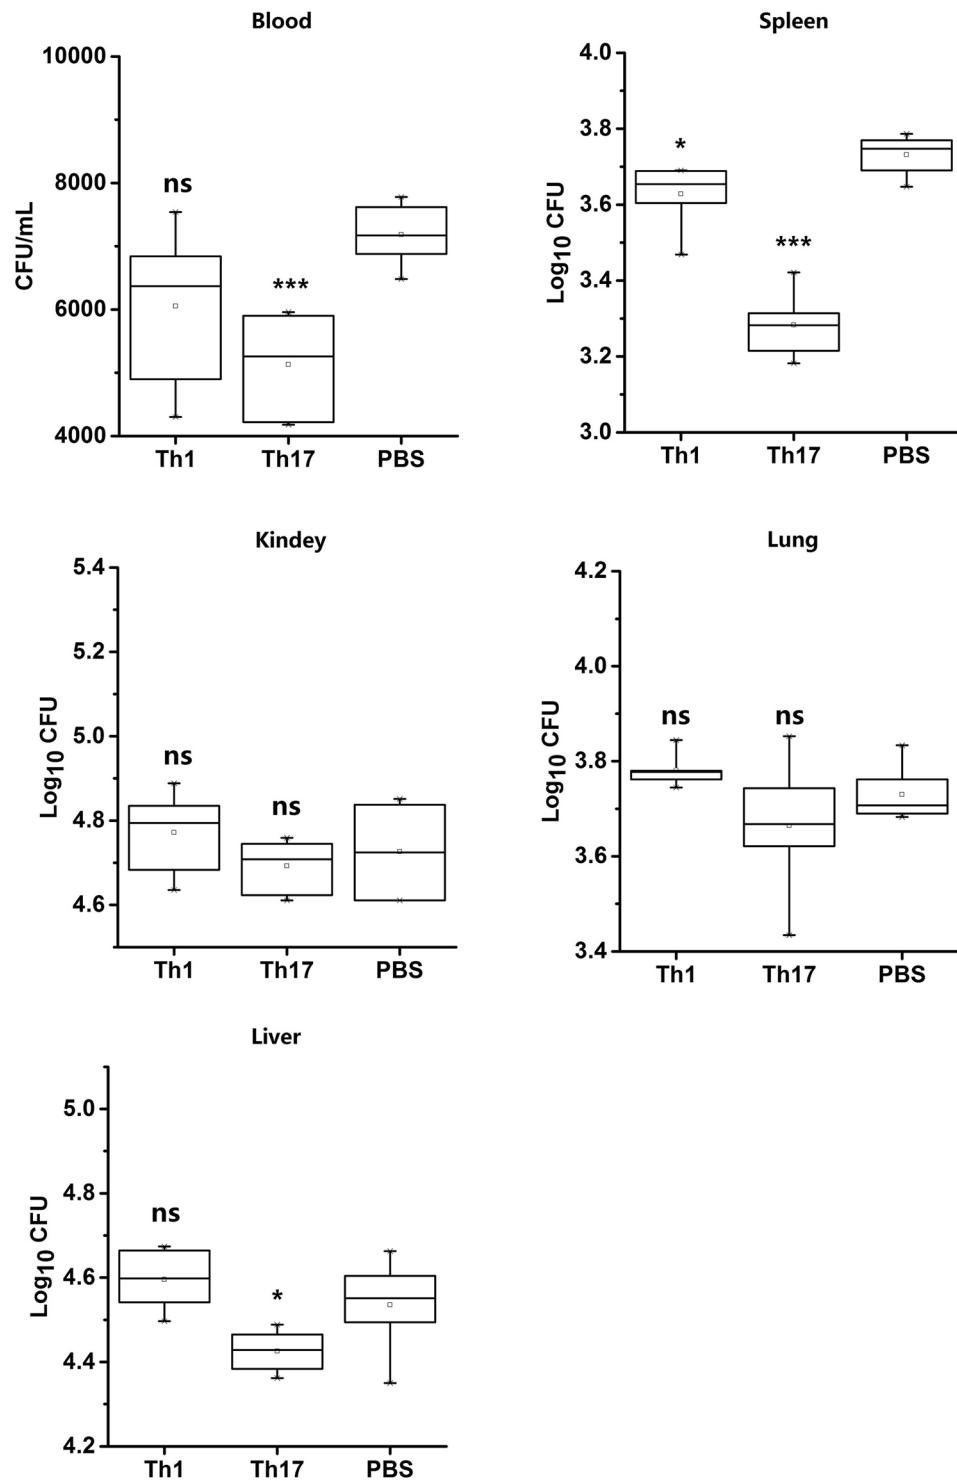 Blood
CFU/mL
10000
8000
6000
4000
ns
***
Th1 Th17 PBS
Spleen
Log10 CFU
4.0
3.8
3.6
3.4
3.2
3.0
*
***
Th1 Th17 PBS
Kindey
Log10 CFU
5.4
5.2
5.0
4.8
4.6
ns
ns
Th1 Th17 PBS
Lung
Log10 CFU
4.2
4.0
3.8
3.6
3.4
ns ns
Th1 Th17 PBS
Liver
Log10 CFU
5.0
4.8
4.6
4.4
4.2
ns
*
Th1 Th17 PBS